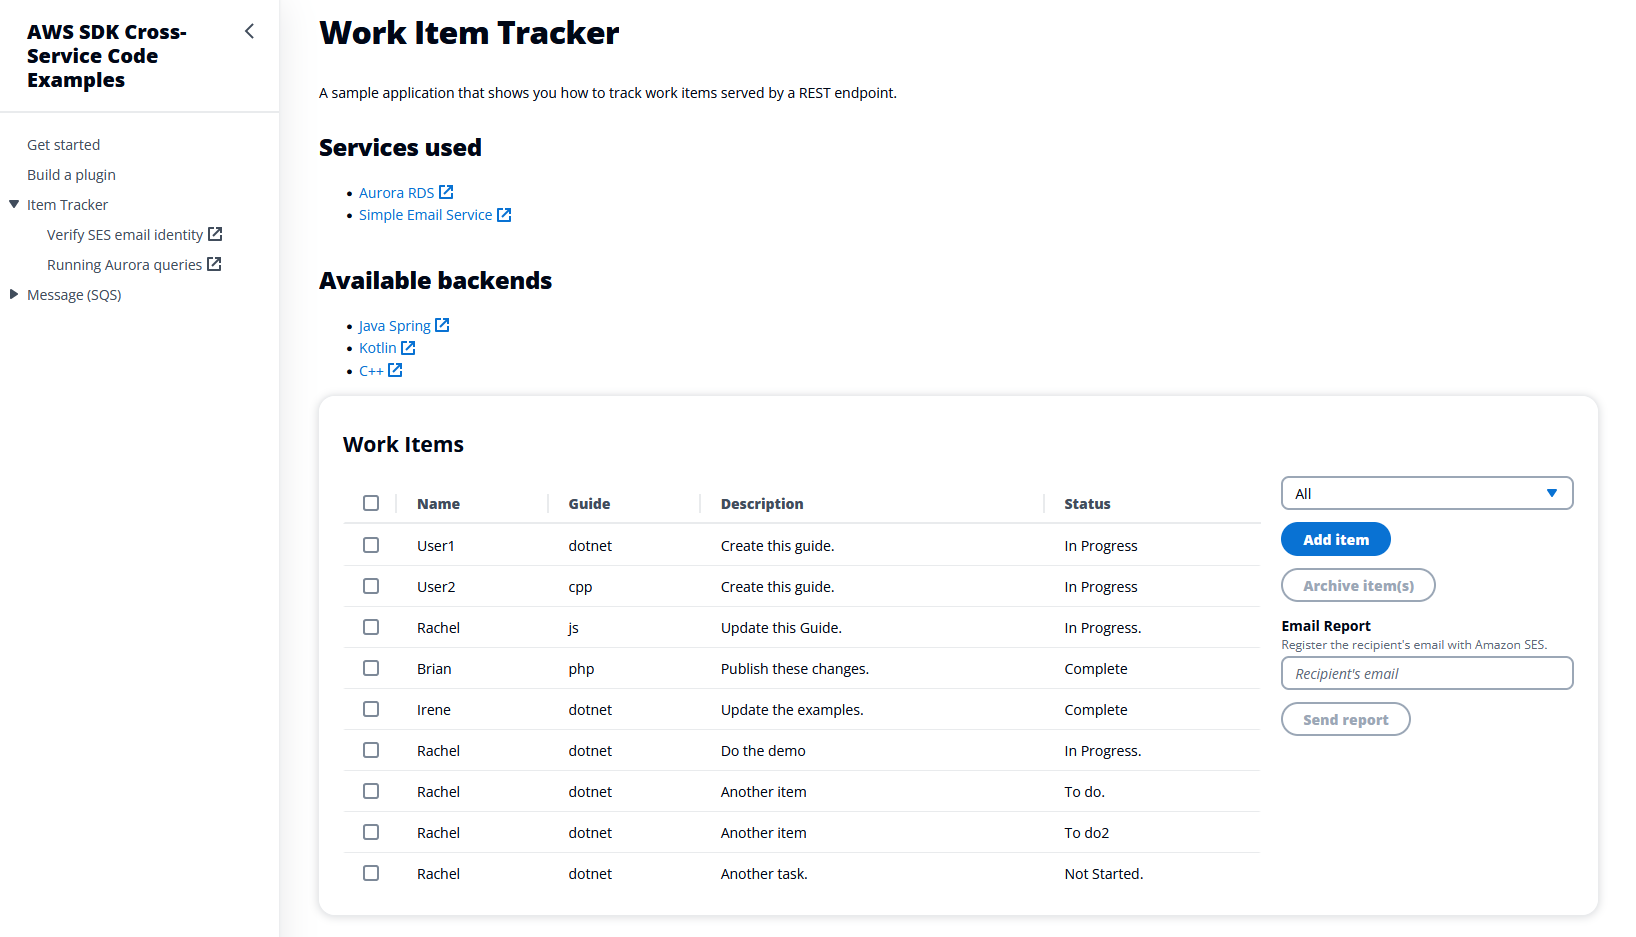 AWS SDK Cross-
Service Code
Examples
Get started
Build a plugin
Item Tracker
Verify SES email identity
Running Aurora queries
Message (SQS)
Work Item Tracker
A sample application that shows you how to track work items served by a REST endpoint.
Services used
• Aurora RDS
• Simple Email Service
Available backends
• Java Spring
• Kotlin
• C++
Work Items
Name Guide Description Status
User1 dotnet Create this guide. In Progress
User2 cpp Create this guide. In Progress
Rachel js Update this Guide. In Progress.
Brian php Publish these changes. Complete
Irene dotnet Update the examples. Complete
Rachel dotnet Do the demo In Progress.
Rachel dotnet Another item To do.
Rachel dotnet Another item To do2
Rachel dotnet Another task. Not Started.
All
Add item
Archive item(s)
Email Report
Register the recipient's email with Amazon SES.
Recipient's email
Send report